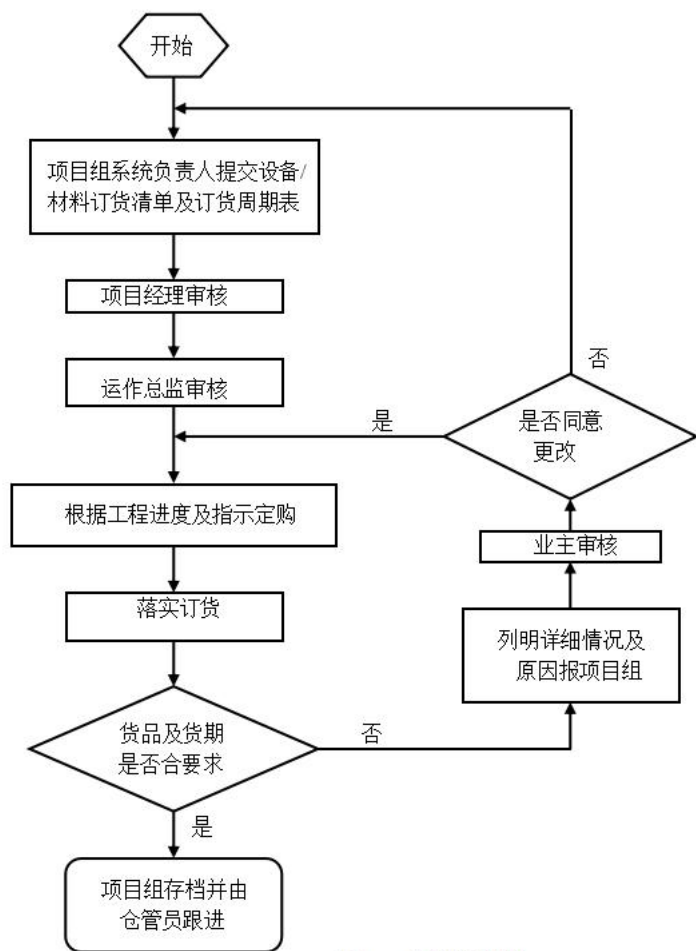 开始
项目组系统负责人提交设备/
材料订货清单及订货周期表
项目经理审核
运作总监审核
否
是
是否同意
更改
根据工程进度及指示定购
业主审核
落实订货
列明详细情况及
原因报项目组
货品及货期
是否合要求
否
是
项目组存档并由
仓管员跟进